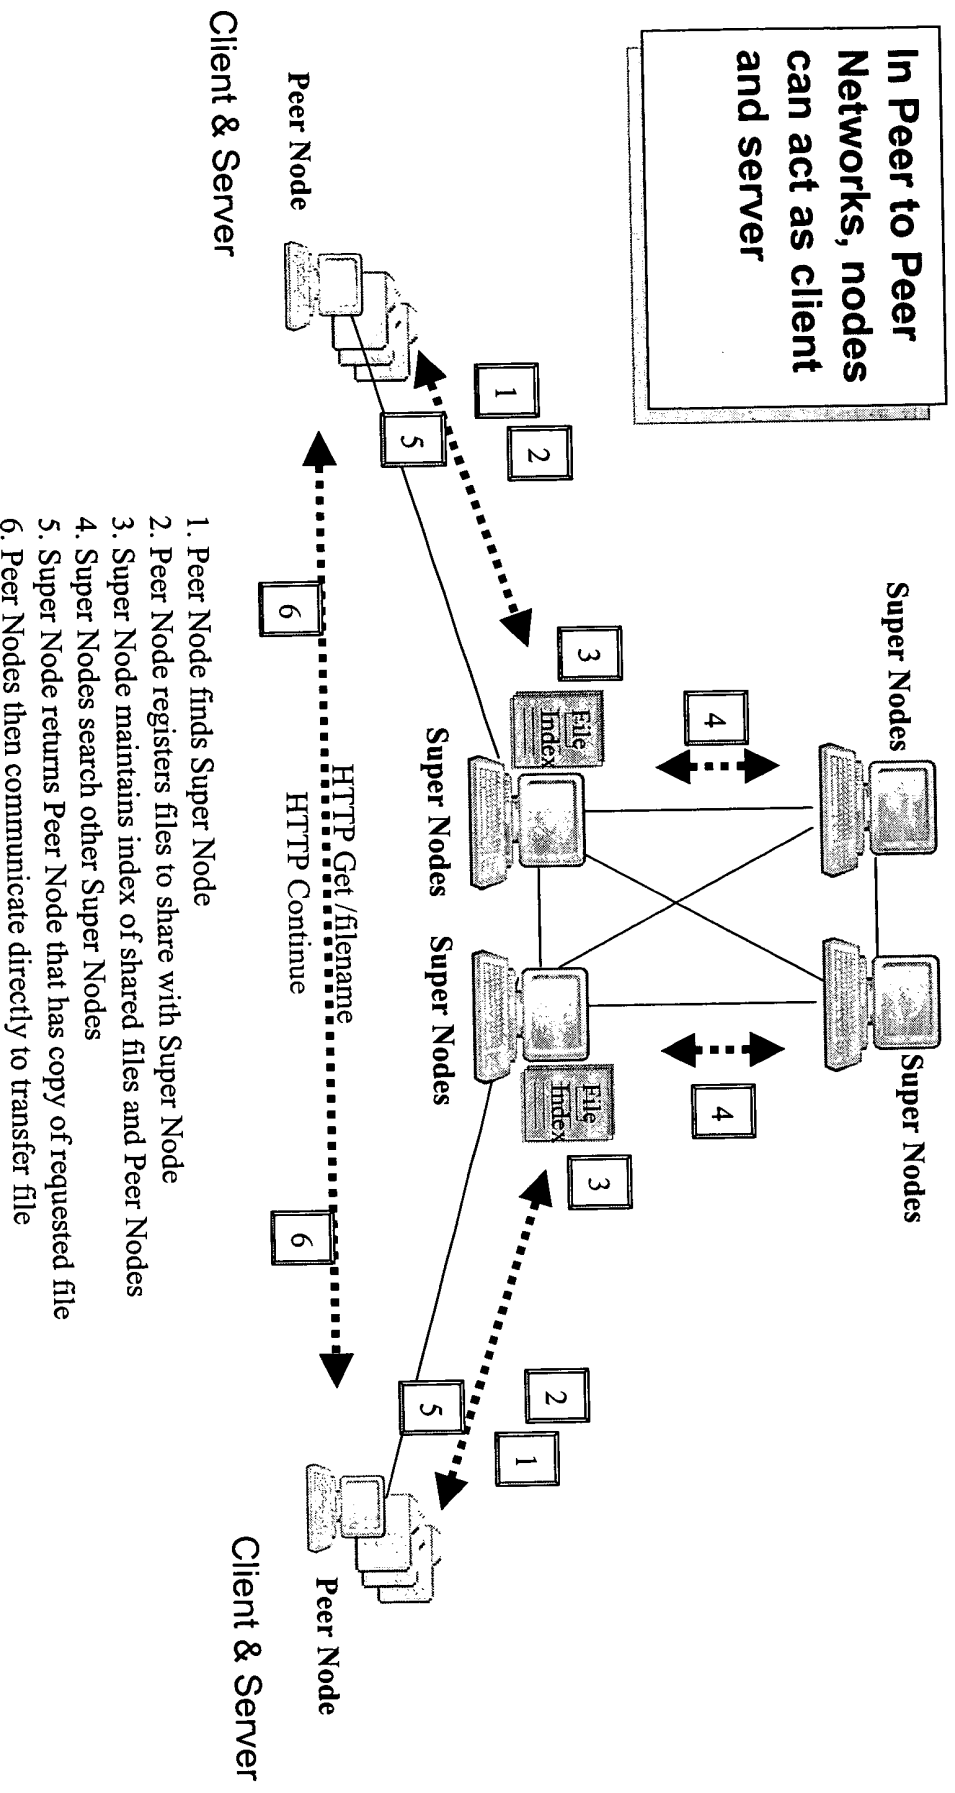 In Peer to Peer
Networks, nodes
can act as client
and server
Super Nodes
Super Nodes
4
4
3
File
Index
File
Index
3
1
2
2
1
Super Nodes
Super Nodes
5
5
Peer Node
Client & Server
Peer Node
Client & Server
HTTP Get /filename
HTTP Continue
6
6
1. Peer Node finds Super Node
2. Peer Node registers files to share with Super Node
3. Super Node maintains index of shared files and Peer Nodes
4. Super Nodes search other Super Nodes
5. Super Node returns Peer Node that has copy of requested file
6. Peer Nodes then communicate directly to transfer file